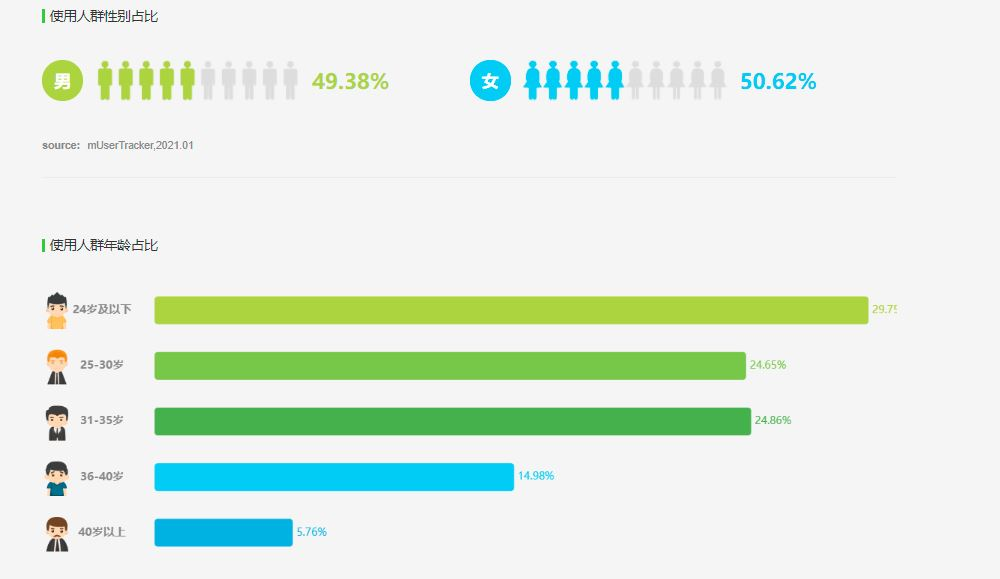 使用人群性别占比
男 49.38% 女 50.62%
source: mUserTracker,2021.01
使用人群年龄占比
24岁及以下
25-30岁 24.65%
31-35岁 24.86%
36-40岁 14.98%
40岁以上 5.76%